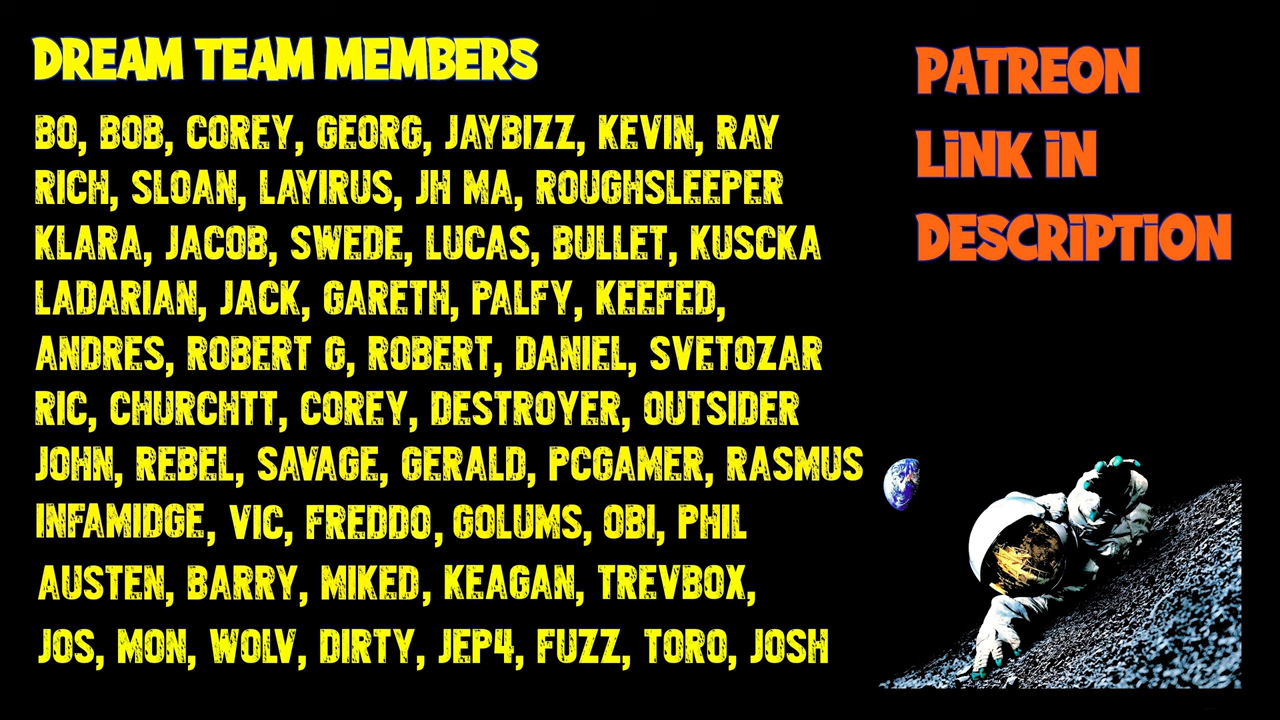 DREAM TEAM MEMBERS
BO, BOB, COREY, GEORG, JAYBIZZ, KEVIN, RAY
RICH, SLOAN, LAYIRUS, JH MA, ROUGHSLEEPER
KLARA, JACOB, SWEDE, LUCAS, BULLET, KUSCKA
LADARIAN, JACK, GARETH, PALFY, KEEFED,
ANDRES, ROBERT G, ROBERT, DANIEL, SVETOZAR
RIC, CHURCHTT, COREY, DESTROYER, OUTSIDER
JOHN, REBEL, SAVAGE, GERALD, PCGAMER, RASMUS
INFAMIDGE, VIC, FREDDO, GOLUMS, OBI, PHIL
AUSTEN, BARRY, MIKED, KEAGAN, TREVBOX,
JOS, MON, WOLV, DIRTY, JEP4, FUZZ, TORO, JOSH
PATREON
LINK IN
DESCRIPTION